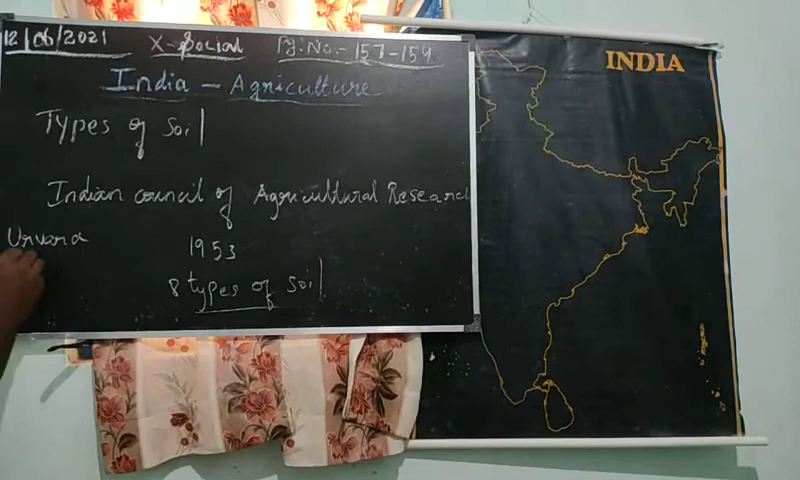 12/06/2021 X-Social Pg: No:- 157-159
India - Agriculture
Types of Soil
Indian council of Agricultural Research
Urvara
1953
8 types of Soil
INDIA